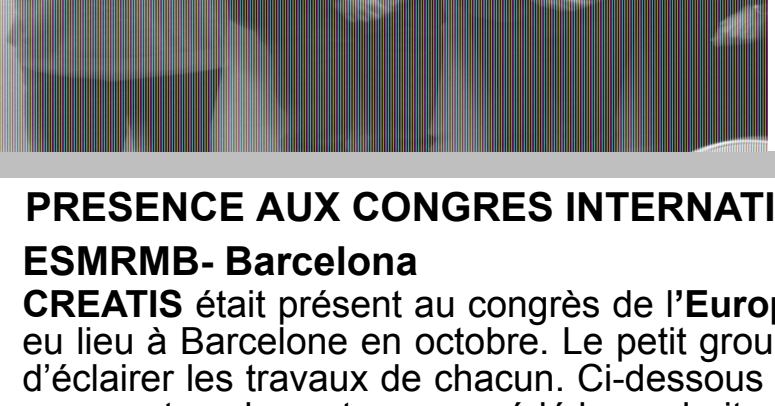 PRESENCE AUX CONGRES INTERNATI
ESMRMB- Barcelona
CREATIS était présent au congrès de l'Europ
eu lieu à Barcelone en octobre. Le petit grou
d'éclairer les travaux de chacun. Ci-dessous